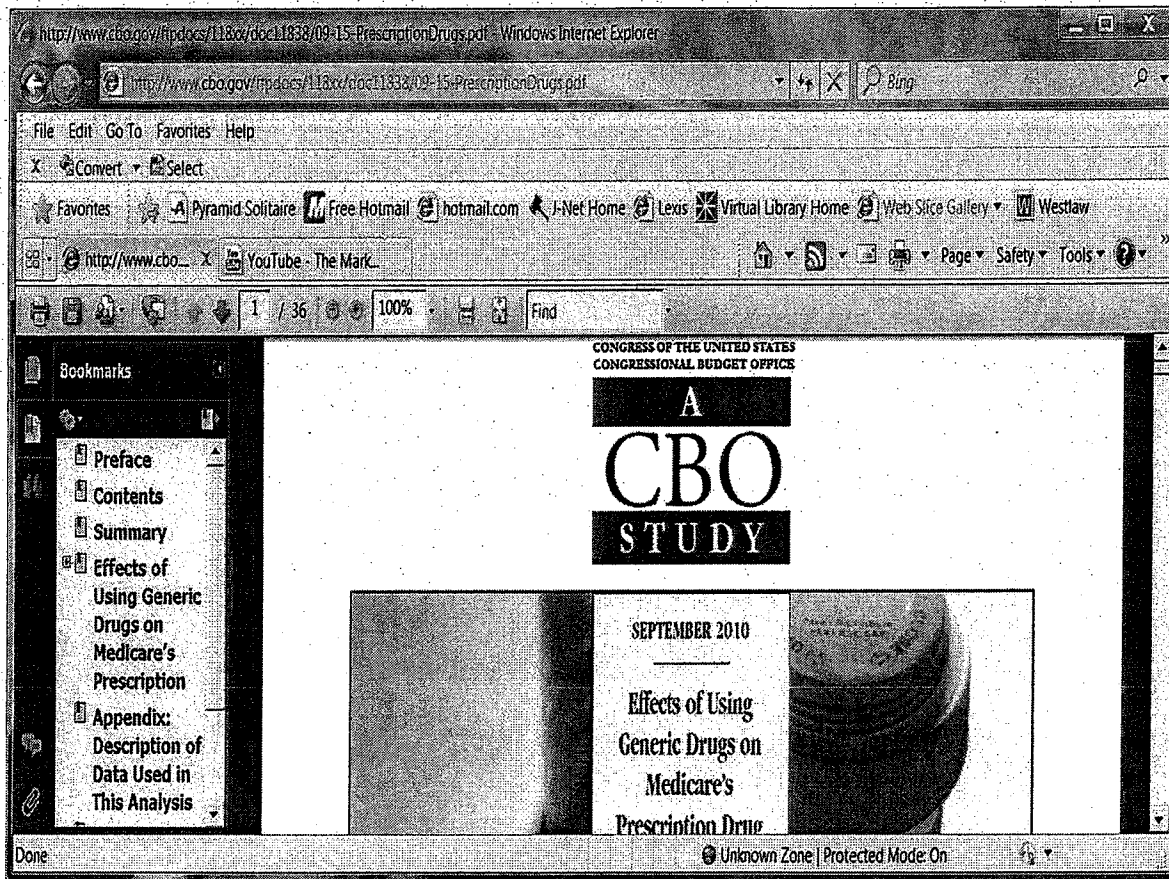 http://www.cbo.gov/ftpdocs/118xx/doc11838/09-15-PrescriptionDrugs.pdf - Windows Internet Explorer
http://www.cbo.gov/ftpdocs/118xx/doc11838/09-15-PrescriptionDrugs.pdf Bing
File Edit Go To Favorites Help
X Convert Select
Favorites Pyramid Solitaire Free Hotmail hotmail.com J-Net Home Lexis Virtual Library Home Web Slice Gallery Westlaw
http://www.cbo... X YouTube - The Mark... Page Safety Tools
1 / 36 100% Find
Bookmarks
Preface
Contents
Summary
Effects of
Using Generic
Drugs on
Medicare's
Prescription
Appendix:
Description of
Data Used in
This Analysis
CONGRESS OF THE UNITED STATES
CONGRESSIONAL BUDGET OFFICE
A
CBO
STUDY
SEPTEMBER 2010
Effects of Using
Generic Drugs on
Medicare's
Prescription Drug
Done Unknown Zone | Protected Mode: On